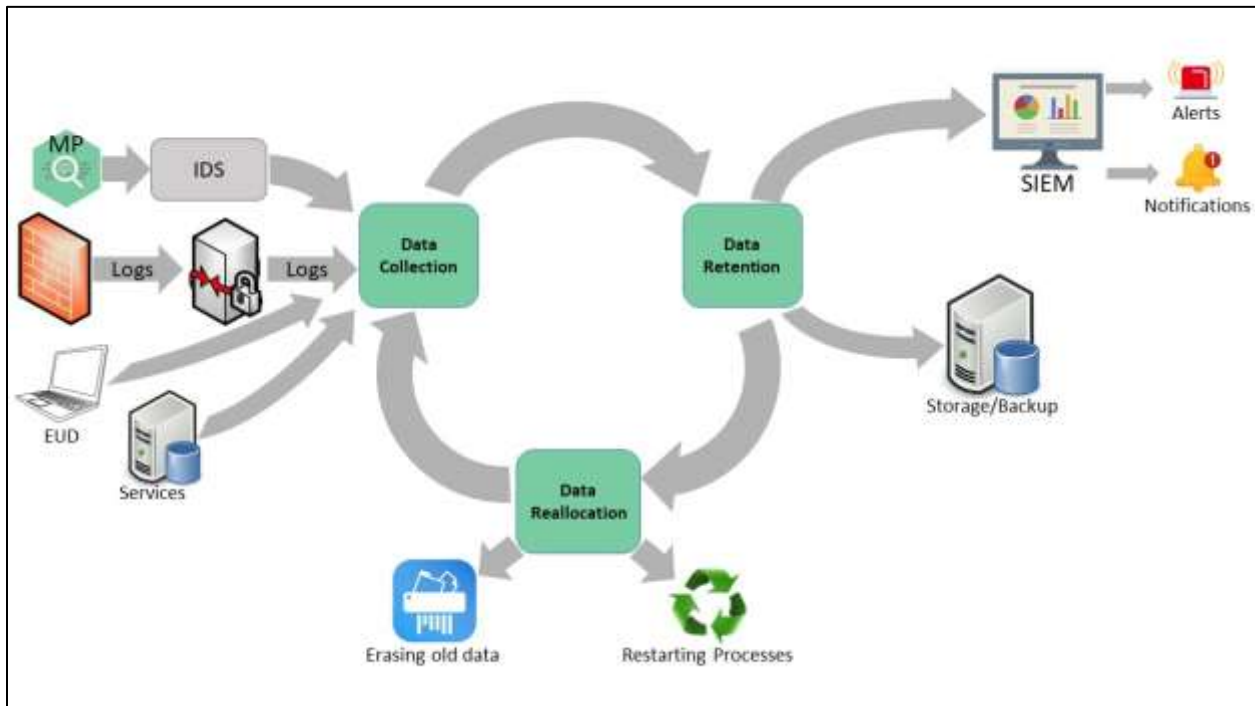 MP
IDS
Logs
Logs
EUD
Services
Data
Collection
Data
Retention
SIEM
Alerts
Notifications
Storage/Backup
Data
Reallocation
Erasing old data
Restarting Processes